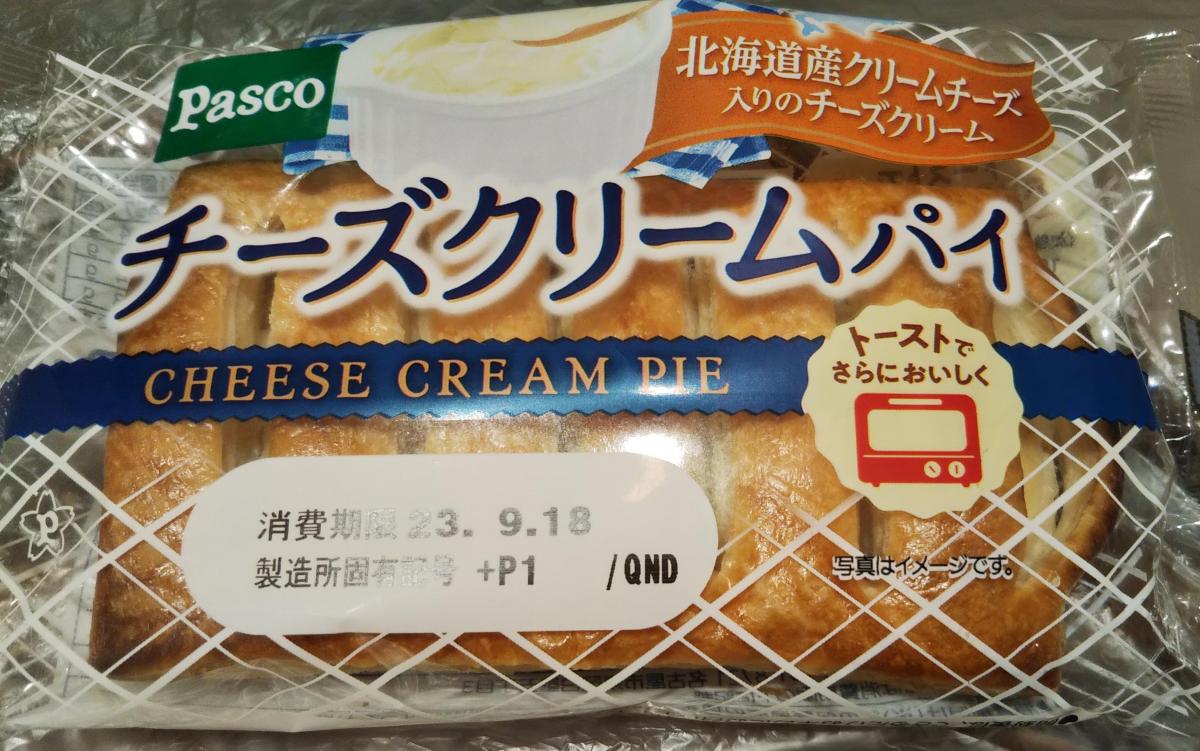 Pasco
北海道産クリームチーズ
入りのチーズクリーム
チーズクリームパイ
CHEESE CREAM PIE
トーストで
さらにおいしく
消費期限 23. 9.18
製造所固有記号 +P1 /QND
写真はイメージです。